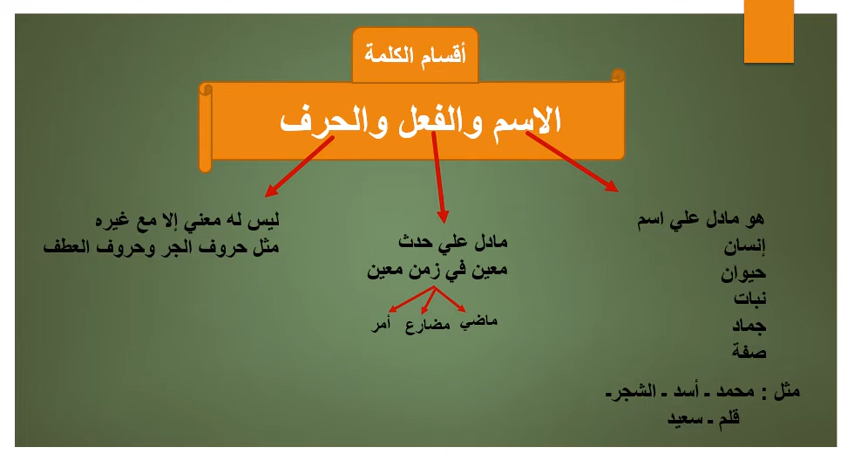 أقسام الكلمة
الاسم والفعل والحرف
هو مادل علي اسم
إنسان
حيوان
نبات
جماد
صفة
مثل : محمد ـ أسد ـ الشجرـ
قلم ـ سعيد
مادل علي حدث
معين في زمن معين
ماضي مضارع أمر
ليس له معني إلا مع غيره
مثل حروف الجر وحروف العطف